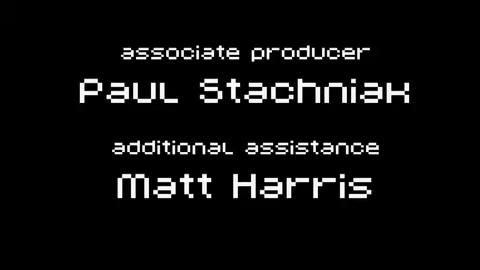 associate producer
Paul Stachniak
additional assistance
Matt Harris